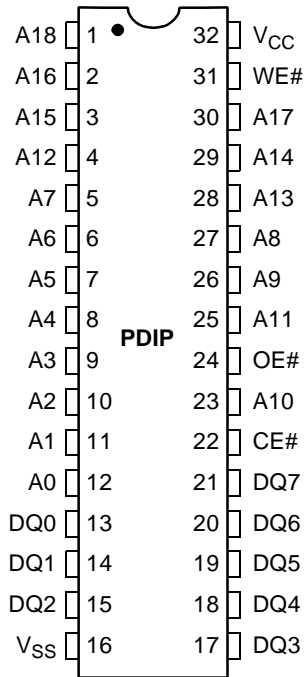 A18 1 32 VCC
A16 2 31 WE#
A15 3 30 A17
A12 4 29 A14
A7 5 28 A13
A6 6 27 A8
A5 7 26 A9
A4 8 25 A11
PDIP
A3 9 24 OE#
A2 10 23 A10
A1 11 22 CE#
A0 12 21 DQ7
DQ0 13 20 DQ6
DQ1 14 19 DQ5
DQ2 15 18 DQ4
VSS 16 17 DQ3